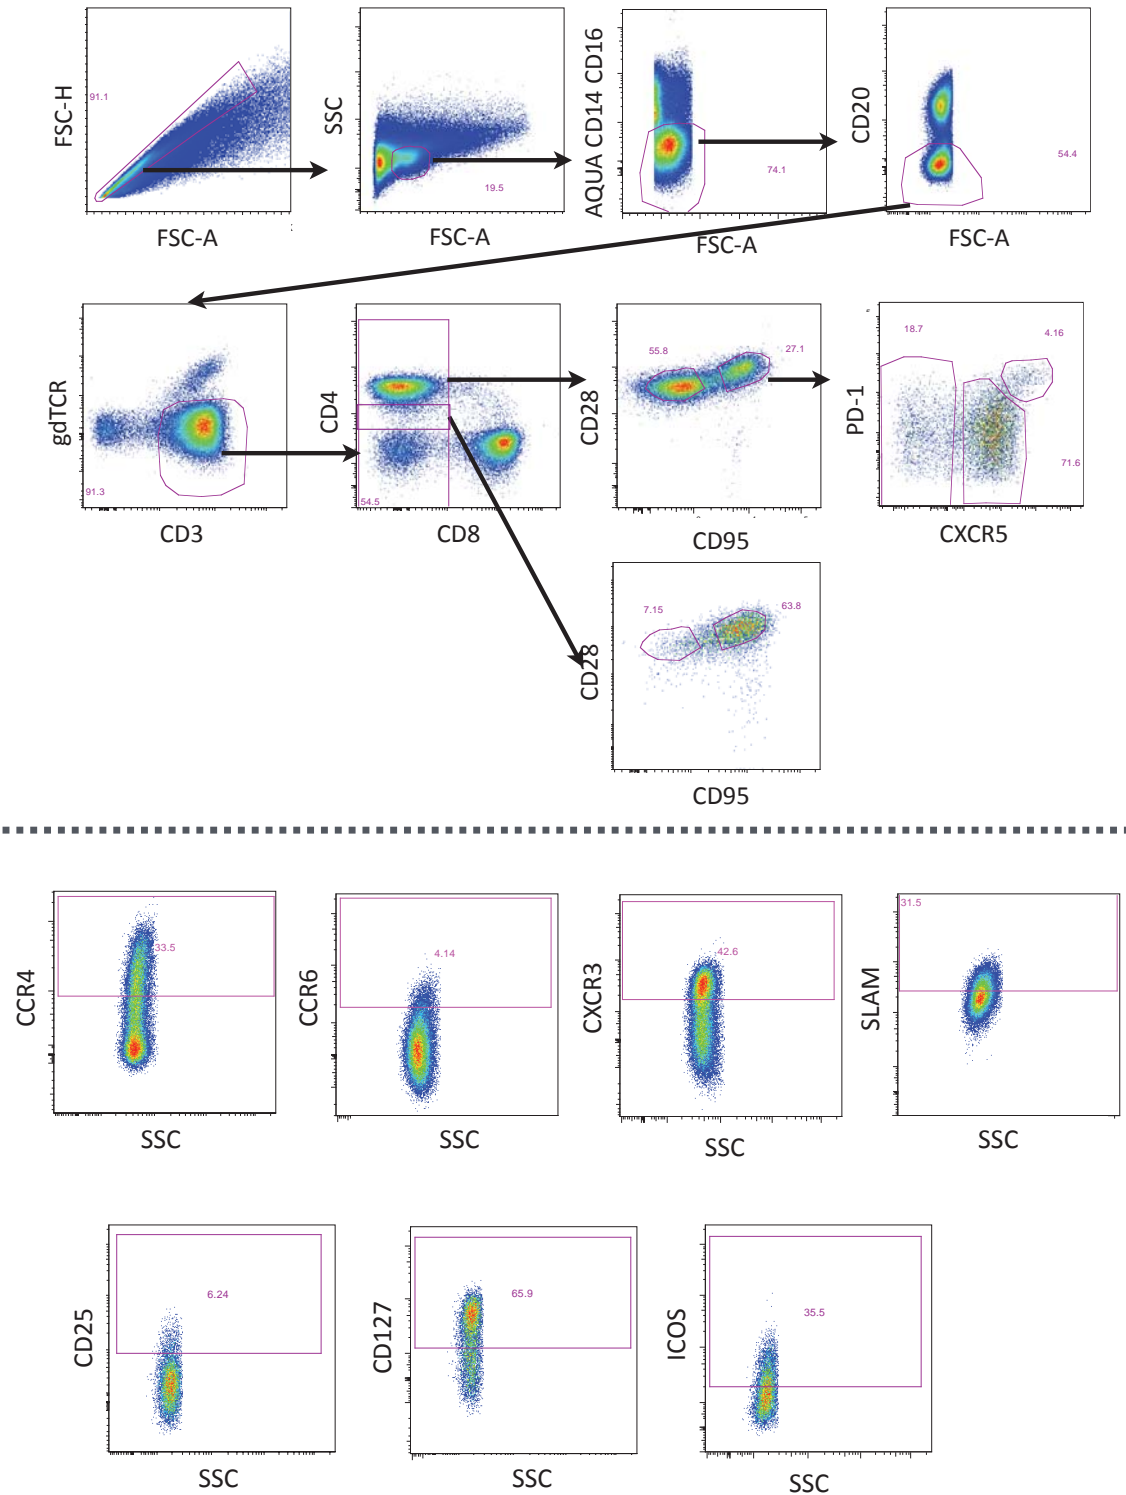 FSC-H
91.1
FSC-A
SSC
19.5
FSC-A
AQUA CD14 CD16
74.1
FSC-A
CD20
54.4
FSC-A
gdTCR
91.3
CD3
CD4
54.5
CD8
CD28
55.8
27.1
CD95
PD-1
18.7
4.16
71.6
CXCR5
CD28
7.15
63.8
CD95
CCR4
33.5
SSC
CCR6
4.14
SSC
CXCR3
42.6
SSC
SLAM
31.5
SSC
CD25
6.24
SSC
CD127
65.9
SSC
ICOS
35.5
SSC